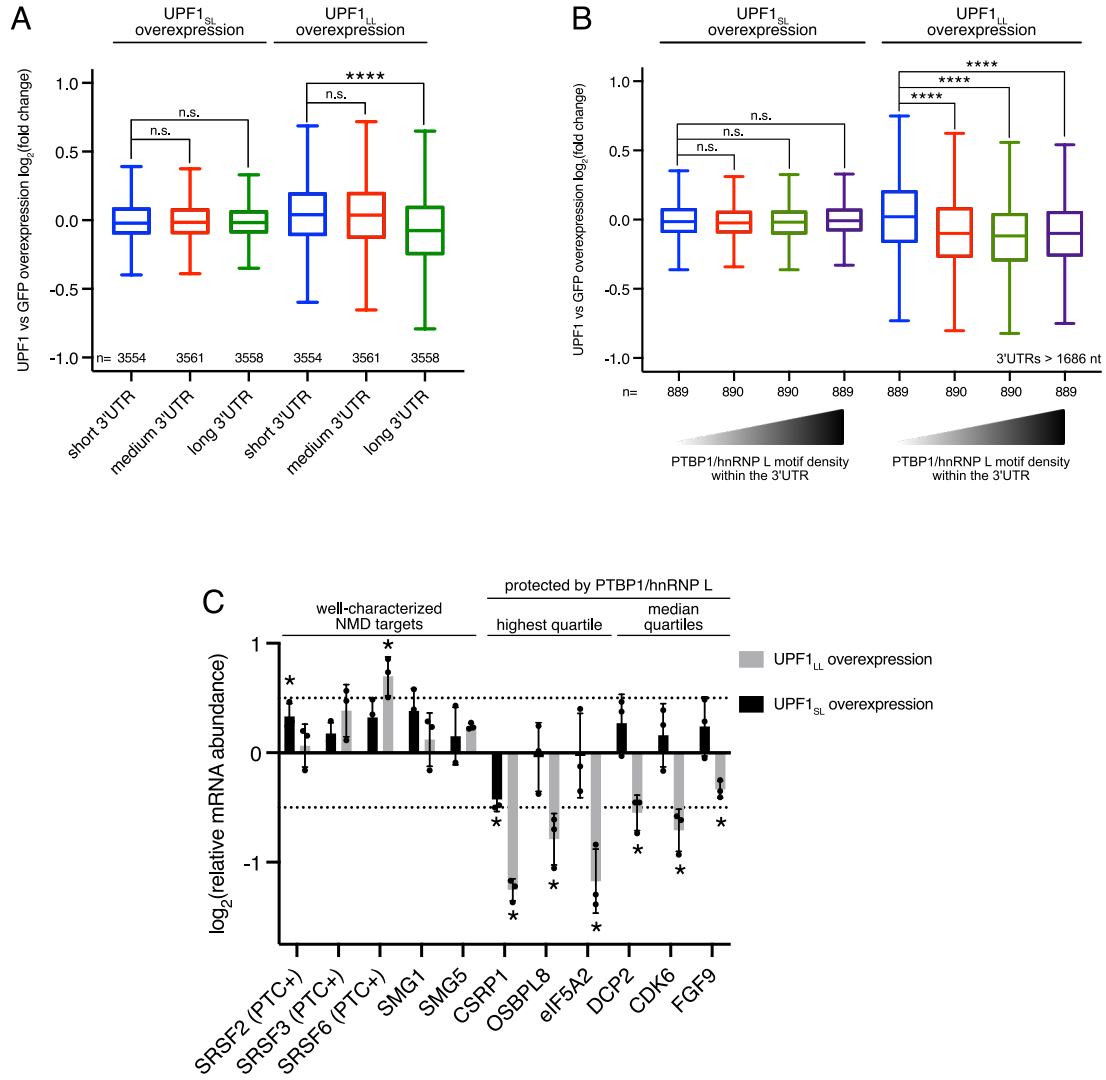 A
UPF1SL
overexpression
UPF1LL
overexpression
UPF1 vs GFP overexpression log2(fold change)
1.0
0.5
0.0
-0.5
-1.0
n.s.
n.s.
n.s.
****
n= 3554 3561 3558 3554 3561 3558
short 3'UTR
medium 3'UTR
long 3'UTR
short 3'UTR
medium 3'UTR
long 3'UTR
B
UPF1SL
overexpression
UPF1LL
overexpression
UPF1 vs GFP overexpression log2(fold change)
1.0
0.5
0.0
-0.5
-1.0
n.s.
n.s.
n.s.
****
****
****
3'UTRs > 1686 nt
n= 889 890 890 889 889 890 890 889
PTBP1/hnRNP L motif density
within the 3'UTR
PTBP1/hnRNP L motif density
within the 3'UTR
C
protected by PTBP1/hnRNP L
well-characterized
NMD targets
highest quartile
median
quartiles
log2(relative mRNA abundance)
1
0
-1
* * * * * * * * *
UPF1LL overexpression
UPF1SL overexpression
SRSF2 (PTC+)
SRSF3 (PTC+)
SRSF6 (PTC+)
SMG1
SMG5
CSRP1
OSBPL8
eIF5A2
DCP2
CDK6
FGF9